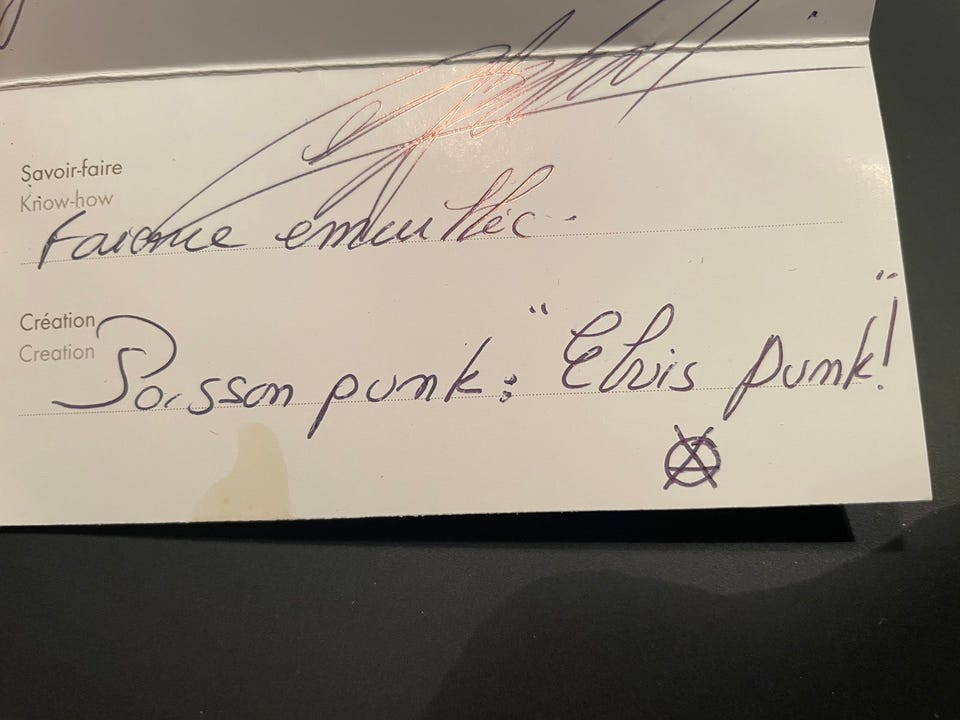 Savoir-faire
Know-how
Faience émaillée.
Création
Creation
Poisson punk : "Elvis punk!"